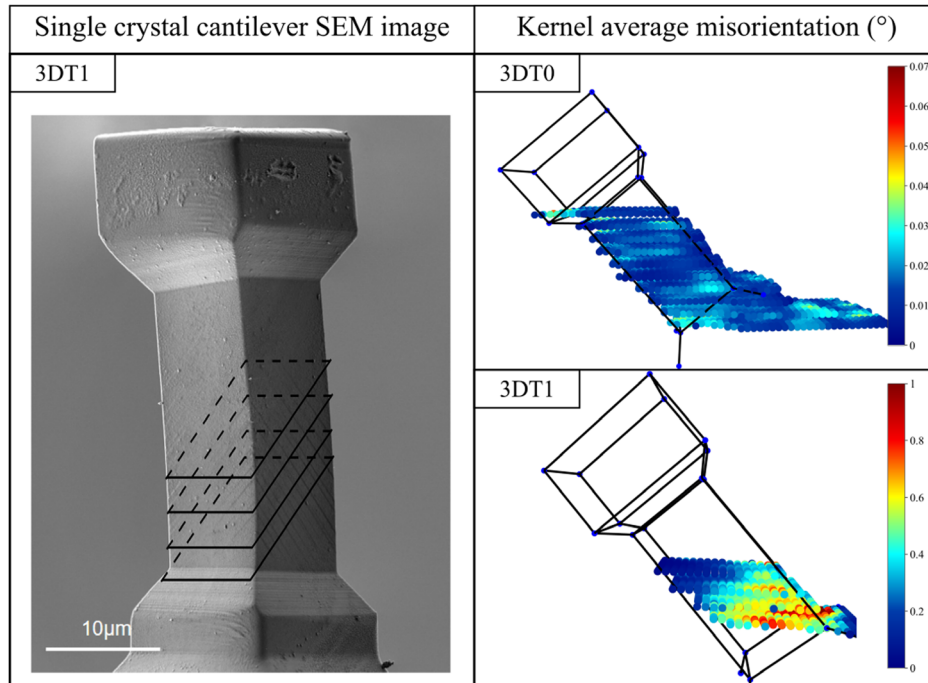 Single crystal cantilever SEM image
Kernel average misorientation (°)
3DT1
10µm
3DT0
0.07
0.06
0.05
0.04
0.03
0.02
0.01
0
3DT1
1
0.8
0.6
0.4
0.2
0